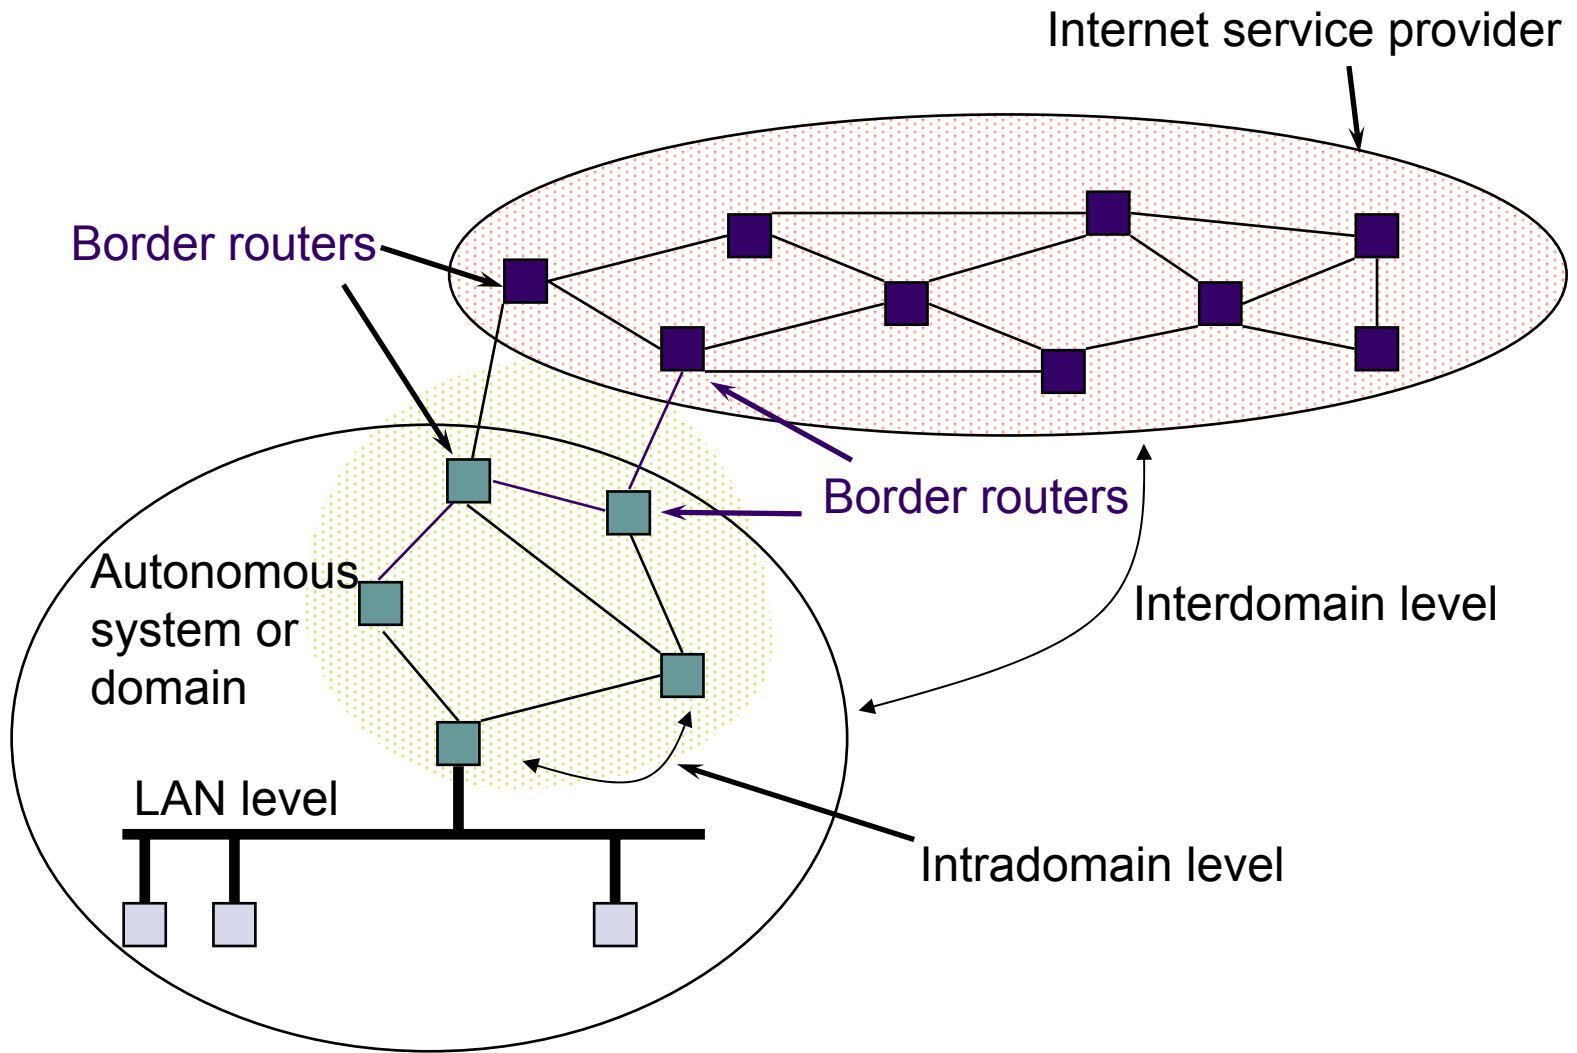 Internet service provider
Border routers
Border routers
Autonomous
system or
domain
Interdomain level
LAN level
Intradomain level